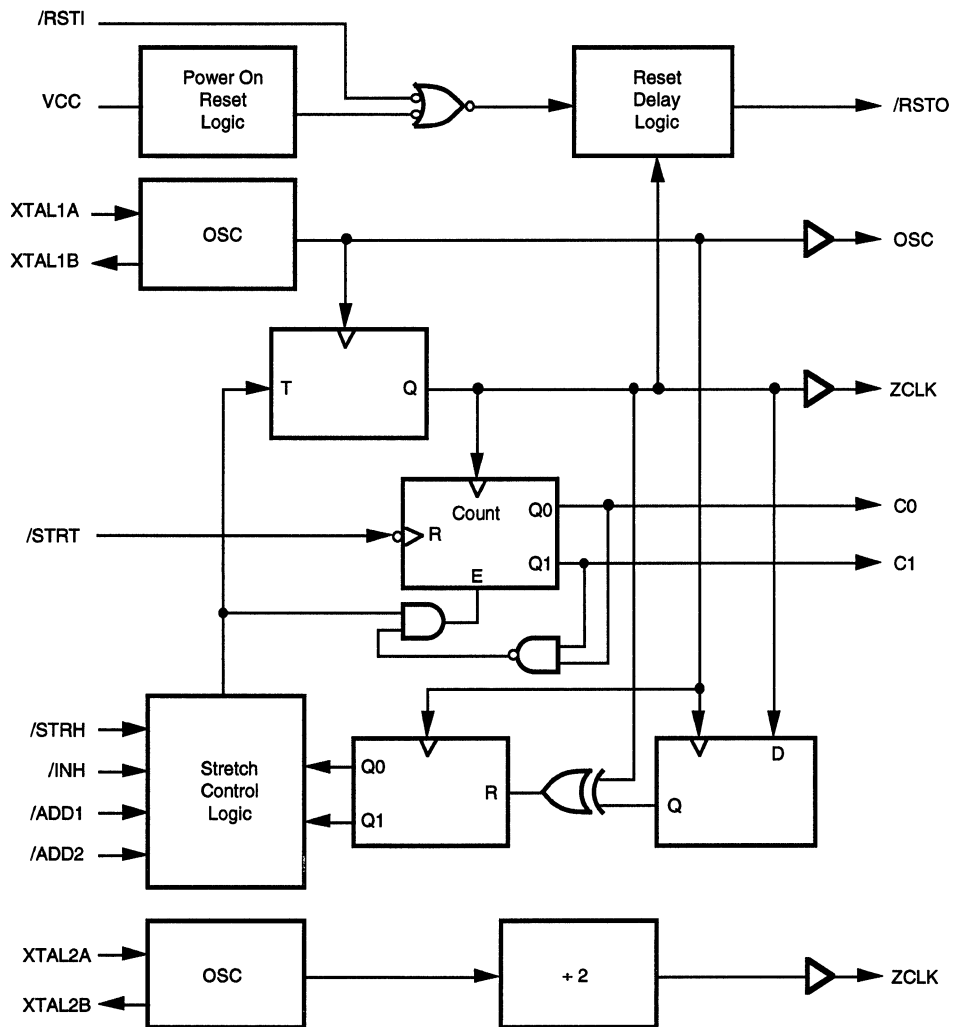 /RSTI
VCC
Power On
Reset
Logic
Reset
Delay
Logic
/RSTO
XTAL1A
XTAL1B
OSC
OSC
T
Q
ZCLK
/STRT
R
Count
Q0
Q1
E
C0
C1
/STRH
/INH
/ADD1
/ADD2
Stretch
Control
Logic
Q0
Q1
R
Q
D
XTAL2A
XTAL2B
OSC
÷ 2
ZCLK